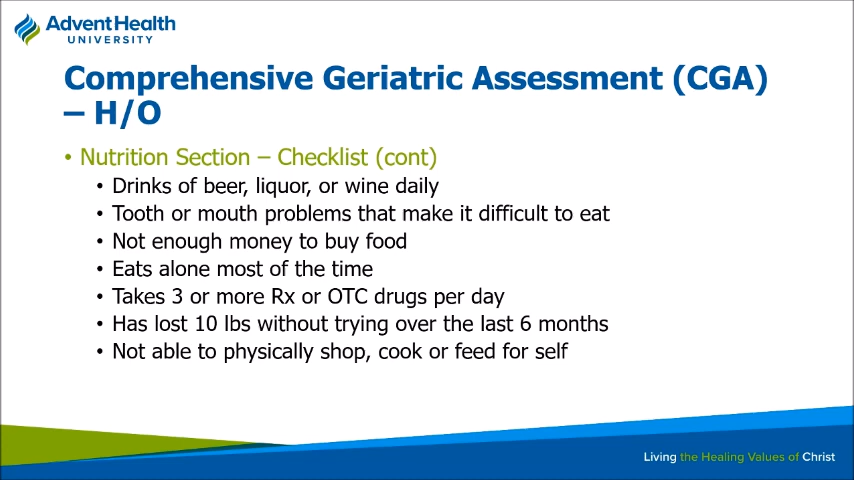 AdventHealth
UNIVERSITY
Comprehensive Geriatric Assessment (CGA)
– H/O
• Nutrition Section – Checklist (cont)
• Drinks of beer, liquor, or wine daily
• Tooth or mouth problems that make it difficult to eat
• Not enough money to buy food
• Eats alone most of the time
• Takes 3 or more Rx or OTC drugs per day
• Has lost 10 lbs without trying over the last 6 months
• Not able to physically shop, cook or feed for self
Living the Healing Values of Christ